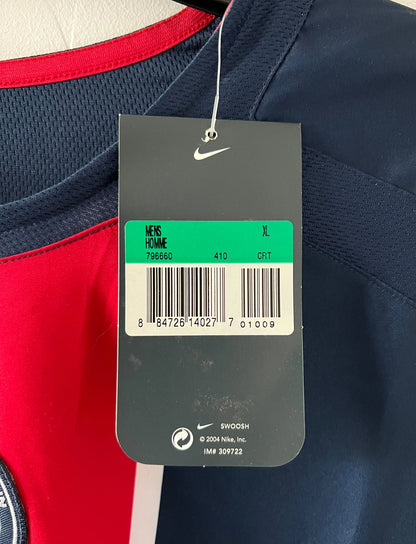 MENS XL
HOMME
796660 410 CRT
8 84726 14027 7 01009
SWOOSH
© 2004 Nike, Inc.
IM# 309722